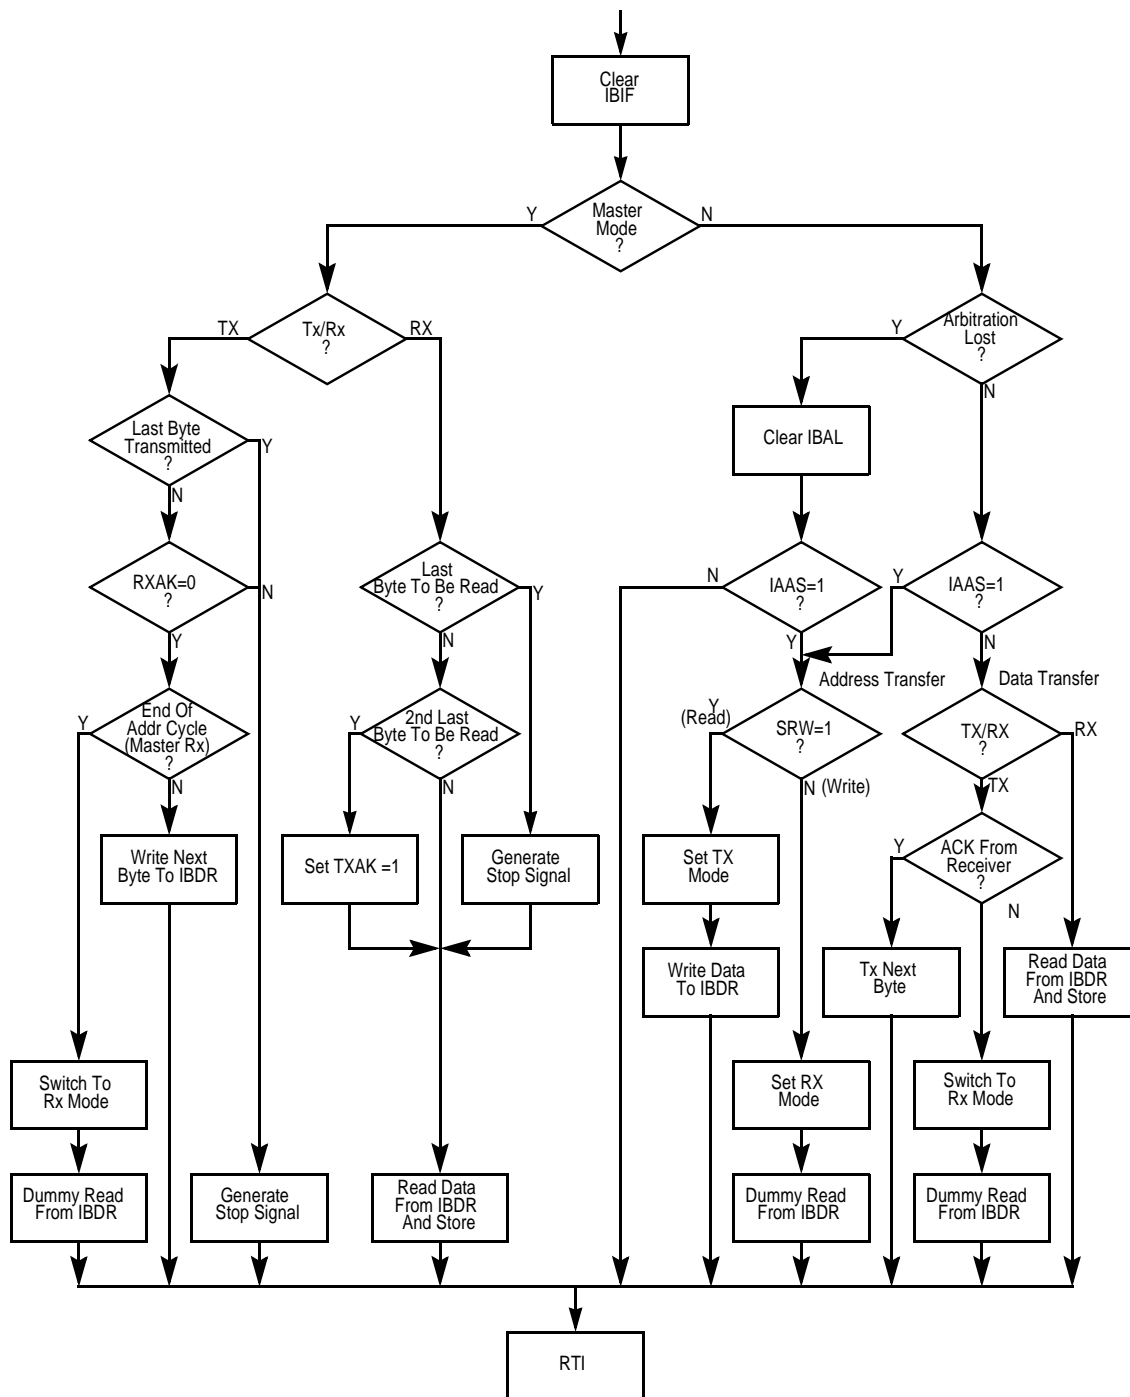 Clear
IBIF
Y
Master
Mode
?
N
TX
Tx/Rx
?
RX
Y
Arbitration
Lost
?
N
Last Byte
Transmitted
?
Y
N
Clear IBAL
RXAK=0
?
N
Y
Last
Byte To Be Read
?
Y
N
N
IAAS=1
?
Y
Y
IAAS=1
?
N
Address Transfer
Data Transfer
Y
End Of
Addr Cycle
(Master Rx)
?
N
Y
2nd Last
Byte To Be Read
?
N
Y
(Read)
SRW=1
?
N (Write)
TX/RX
?
RX
TX
Write Next
Byte To IBDR
Set TXAK =1
Generate
Stop Signal
Set TX
Mode
Y
ACK From
Receiver
?
N
Write Data
To IBDR
Tx Next
Byte
Read Data
From IBDR
And Store
Switch To
Rx Mode
Set RX
Mode
Switch To
Rx Mode
Dummy Read
From IBDR
Generate
Stop Signal
Read Data
From IBDR
And Store
Dummy Read
From IBDR
Dummy Read
From IBDR
RTI